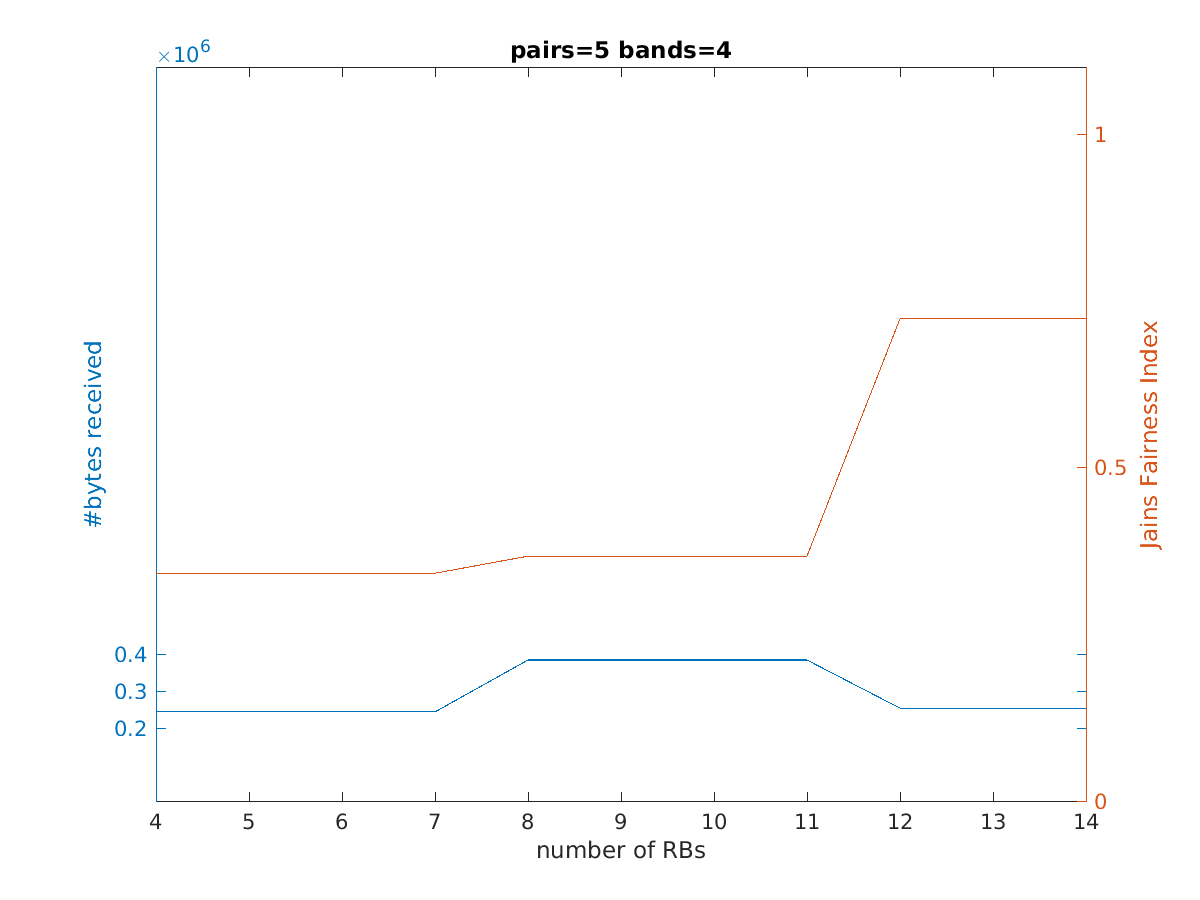 pairs=5 bands=4
×10^6
#bytes received
0.4
0.3
0.2
Jains Fairness Index
1
0.5
0
4 5 6 7 8 9 10 11 12 13 14
number of RBs